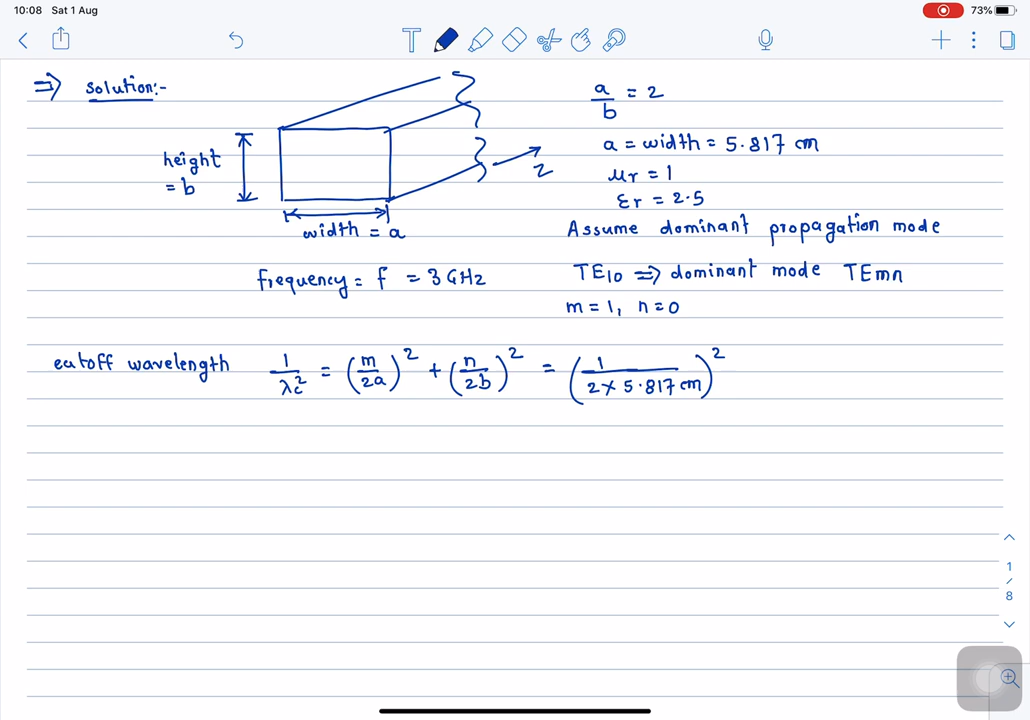 10:08 Sat 1 Aug
73%
=> solution:-
height = b
width = a
Z
a/b = 2
a = width = 5.817 cm
μr = 1
εr = 2.5
Assume dominant propagation mode
frequency = f = 3 GHz
TE10 => dominant mode TEmn
m = 1, n = 0
cutoff wavelength 1/λc² = (m/2a)² + (n/2b)² = (1/2×5.817 cm)²
1
/
8